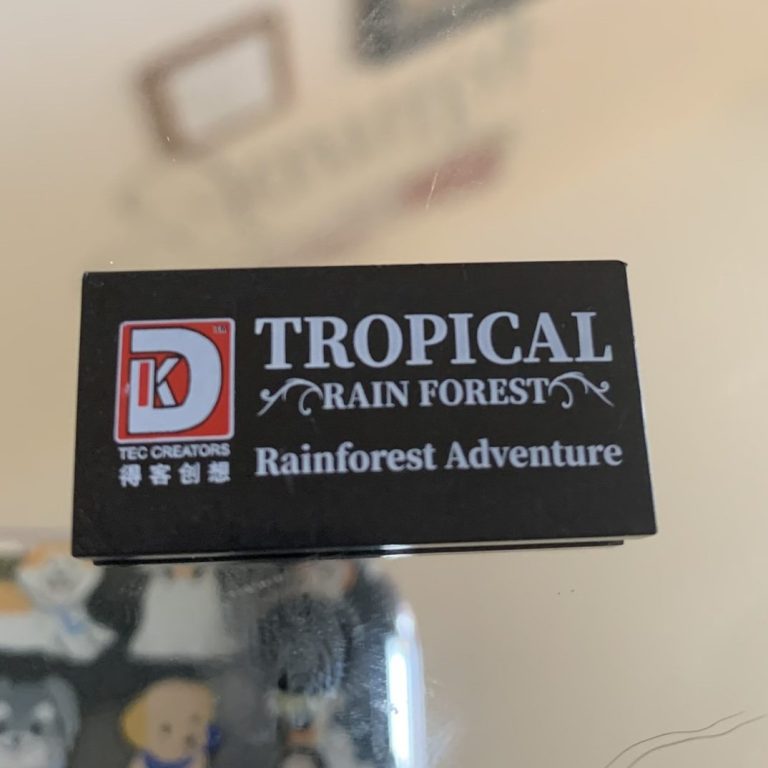 DK
TEC CREATORS
得客创想
TROPICAL
RAIN FOREST
Rainforest Adventure